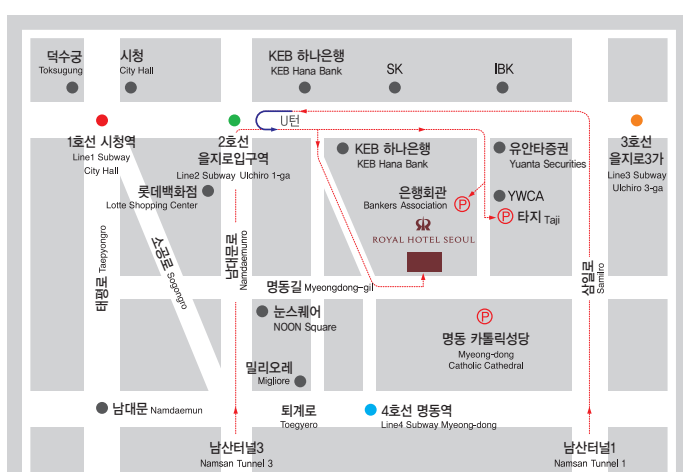 덕수궁
Toksugung
시청
City Hall
KEB 하나은행
KEB Hana Bank
SK
IBK
U턴
1호선 시청역
Line1 Subway
City Hall
2호선
을지로입구역
Line2 Subway Ulchiro 1-ga
KEB 하나은행
KEB Hana Bank
유안타증권
Yuanta Securities
3호선
을지로3가
Line3 Subway
Ulchiro 3-ga
롯데백화점
Lotte Shopping Center
은행회관
Bankers Association
P
YWCA
P 타지 Taji
ROYAL HOTEL SEOUL
태평로 Taepyongro
소공로 Sogongro
남대문로
Namdaemunro
삼일로
Samilro
명동길 Myeongdong-gil
눈스퀘어
NOON Square
P
명동 카톨릭성당
Myeong-dong
Catholic Cathedral
밀리오레
Migliore
남대문 Namdaemun
퇴계로
Toegyero
4호선 명동역
Line4 Subway Myeong-dong
남산터널3
Namsan Tunnel 3
남산터널1
Namsan Tunnel 1